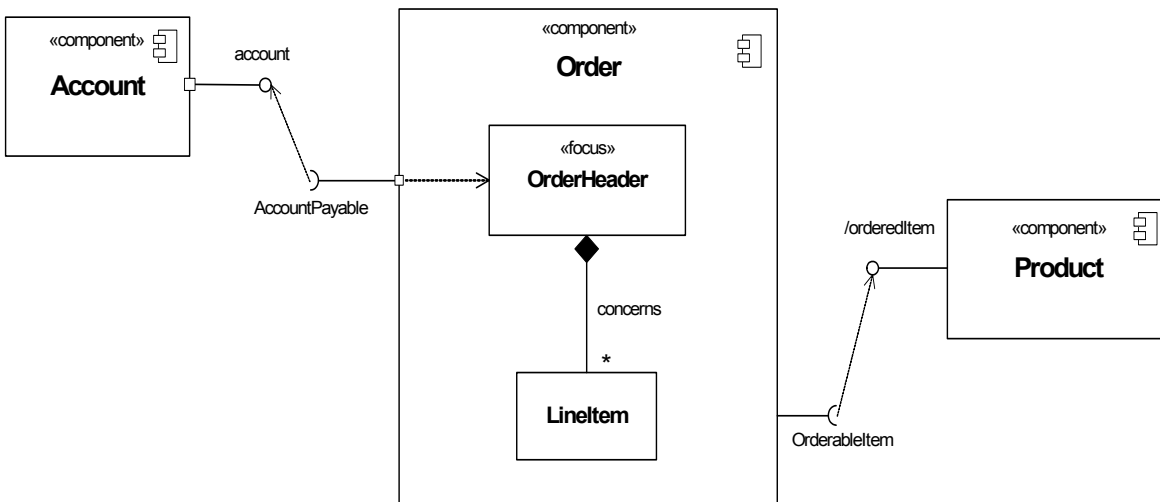 «component»
Account
account
AccountPayable
«component»
Order
«focus»
OrderHeader
concerns
*
LineItem
/orderedItem
OrderableItem
«component»
Product